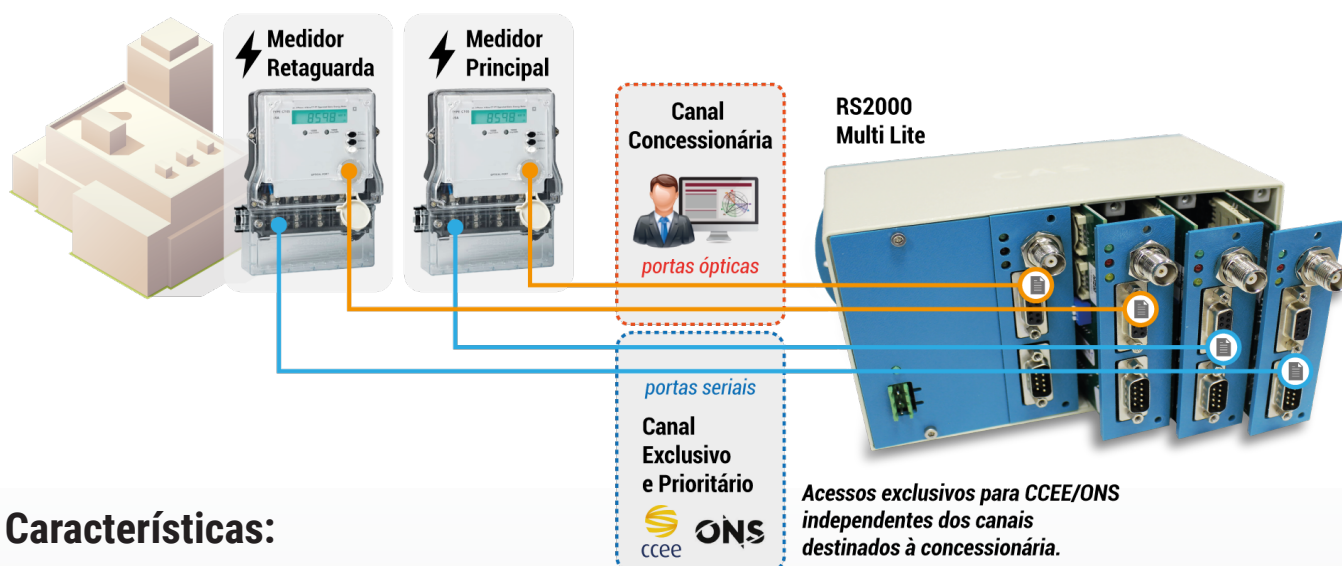 Medidor
Retaguarda
Medidor
Principal
Canal
Concessionária
portas ópticas
RS2000
Multi Lite
portas seriais
Canal
Exclusivo
e Prioritário
ccee
ONS
Acessos exclusivos para CCEE/ONS
independentes dos canais
destinados à concessionária.
Características: